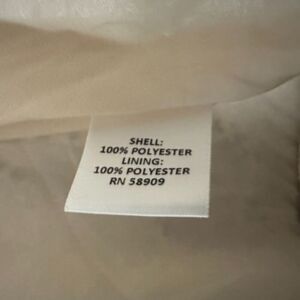 SHELL:
100% POLYESTER
LINING:
100% POLYESTER
RN 58909